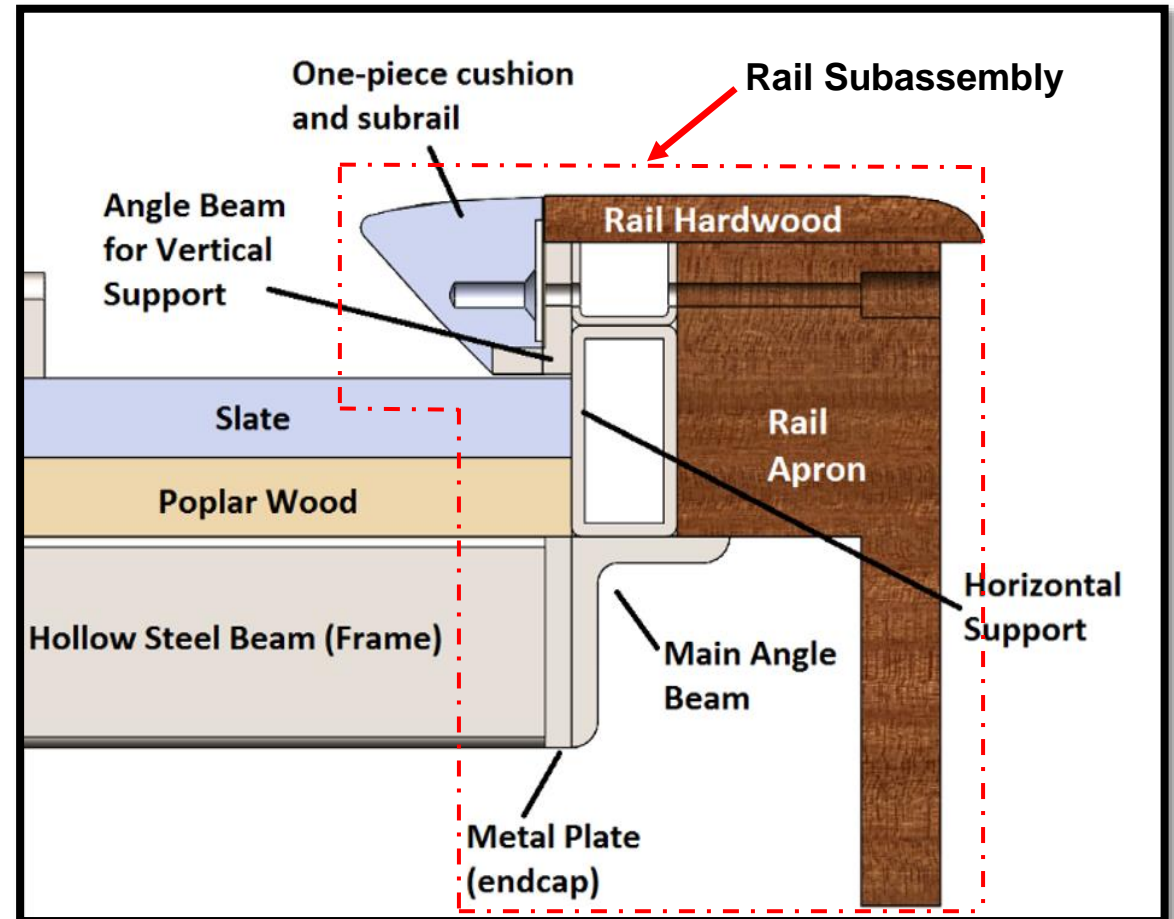 One-piece cushion
and subrail
Rail Subassembly
Angle Beam
for Vertical
Support
Rail Hardwood
Slate
Rail
Apron
Poplar Wood
Horizontal
Support
Hollow Steel Beam (Frame)
Main Angle
Beam
Metal Plate
(endcap)